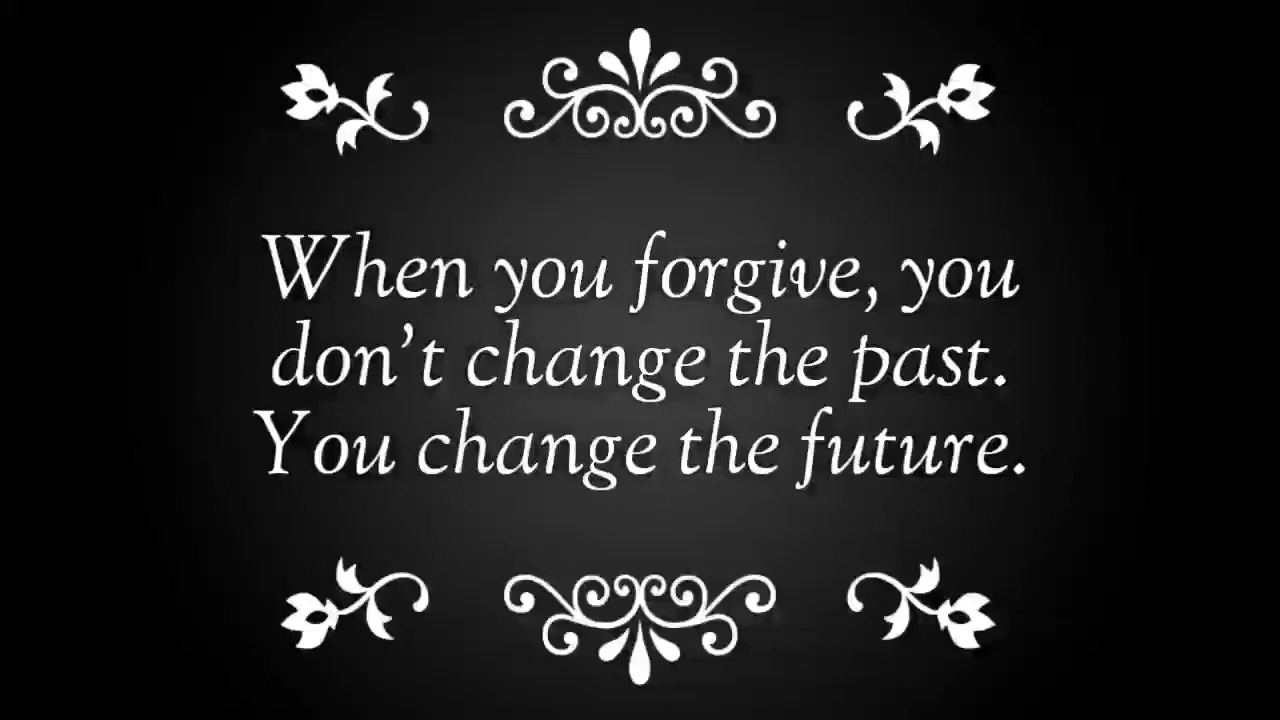 When you forgive, you
don’t change the past.
You change the future.